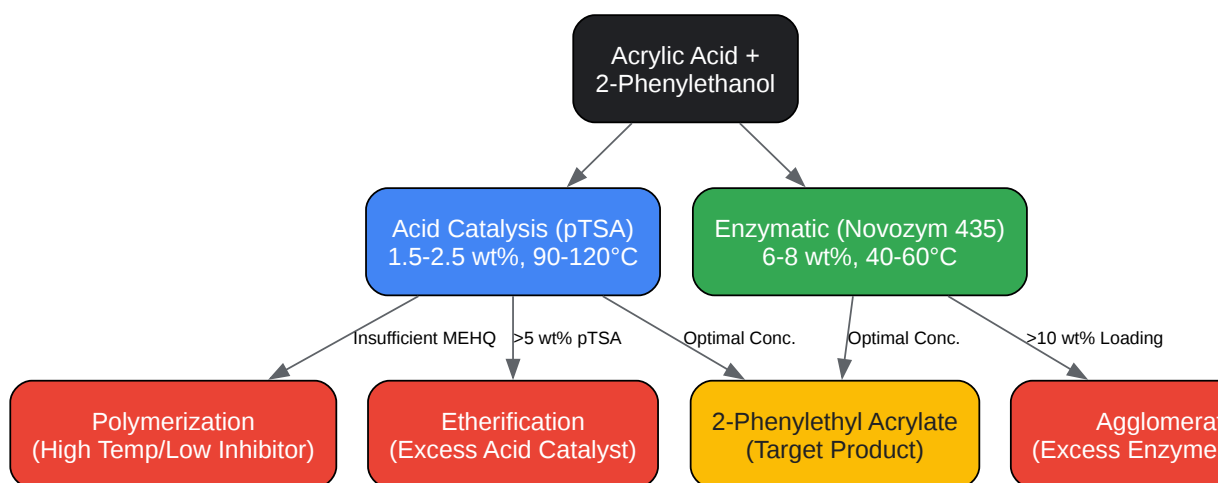 Acrylic Acid +
2-Phenylethanol
Acid Catalysis (pTSA)
1.5-2.5 wt%, 90-120°C
Enzymatic (Novozym 435)
6-8 wt%, 40-60°C
Insufficient MEHQ
>5 wt% pTSA
Optimal Conc.
Optimal Conc.
>10 wt% Loading
Polymerization
(High Temp/Low Inhibitor)
Etherification
(Excess Acid Catalyst)
2-Phenylethyl Acrylate
(Target Product)
(Excess